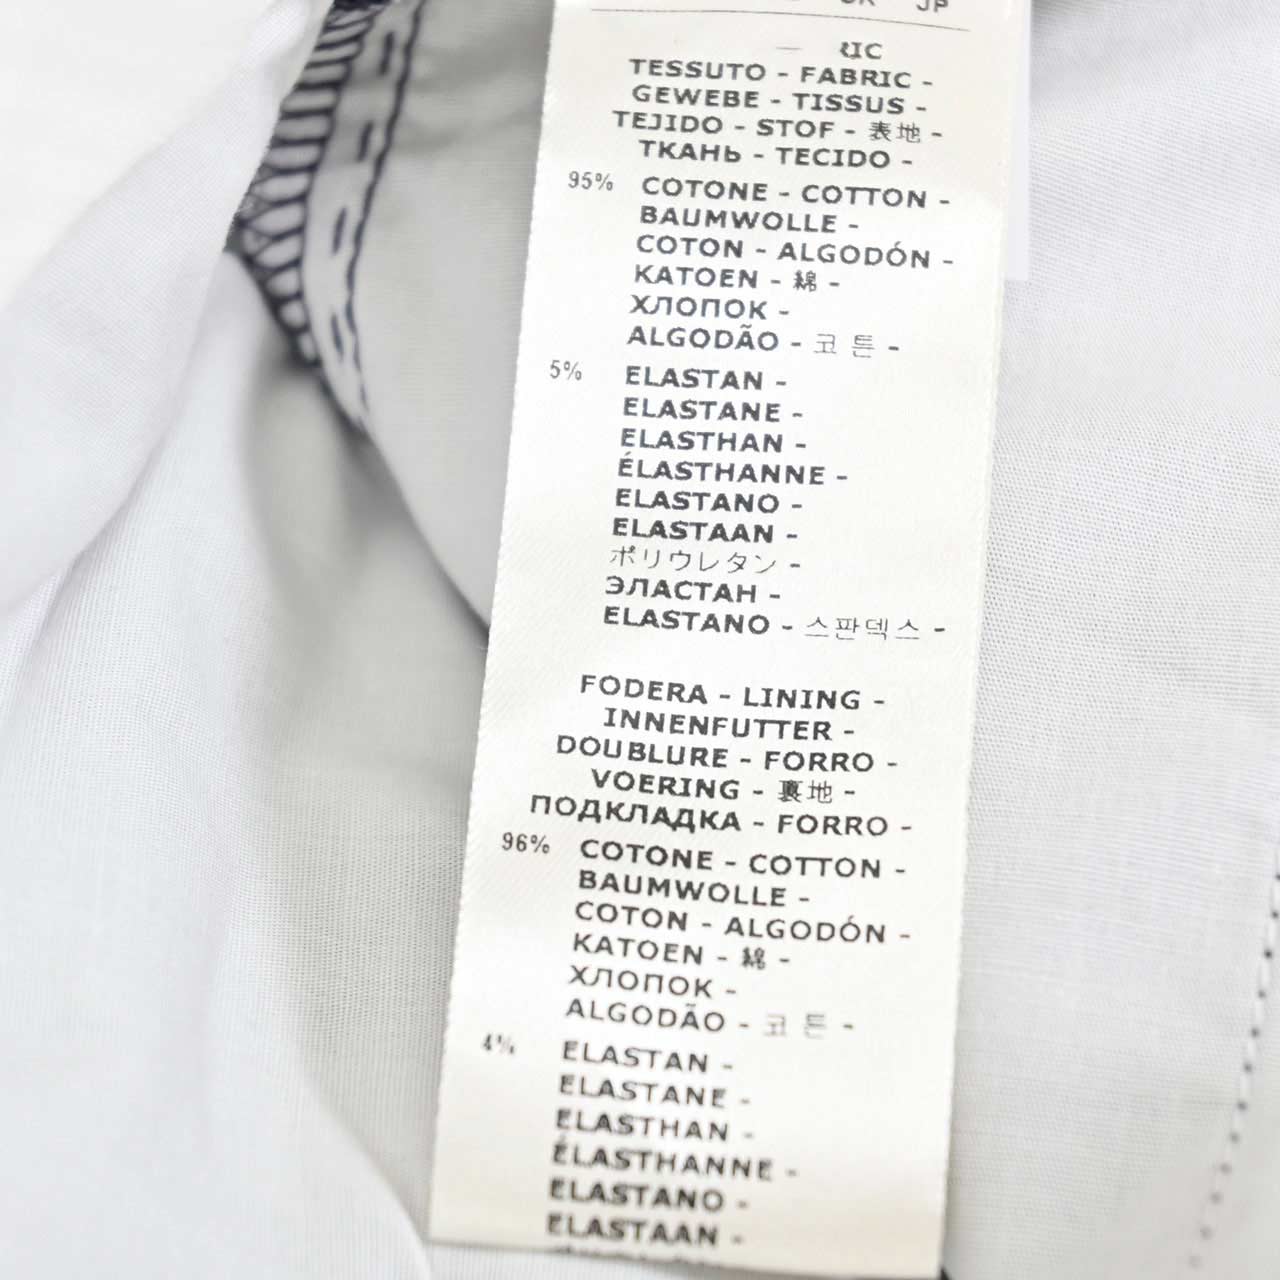 JP
TESSUTO - FABRIC -
GEWEBE - TISSUS -
TEJIDO - STOF - 表地 -
ТКАНЬ - TECIDO -
95% COTONE - COTTON -
BAUMWOLLE -
COTON - ALGODÓN -
KATOEN - 綿 -
ХЛОПОК -
ALGODÃO - 코튼 -
5% ELASTAN -
ELASTANE -
ELASTHAN -
ÉLASTHANNE -
ELASTANO -
ELASTAAN -
ポリウレタン -
ЭЛАСТАН -
ELASTANO - 스판덱스 -
FODERA - LINING -
INNENFUTTER -
DOUBLURE - FORRO -
VOERING - 裏地 -
ПОДКЛАДКА - FORRO -
96% COTONE - COTTON -
BAUMWOLLE -
COTON - ALGODÓN -
KATOEN - 綿 -
ХЛОПОК -
ALGODÃO - 코튼 -
4% ELASTAN -
ELASTANE -
ELASTHAN -
ÉLASTHANNE -
ELASTANO -
ELASTAAN -